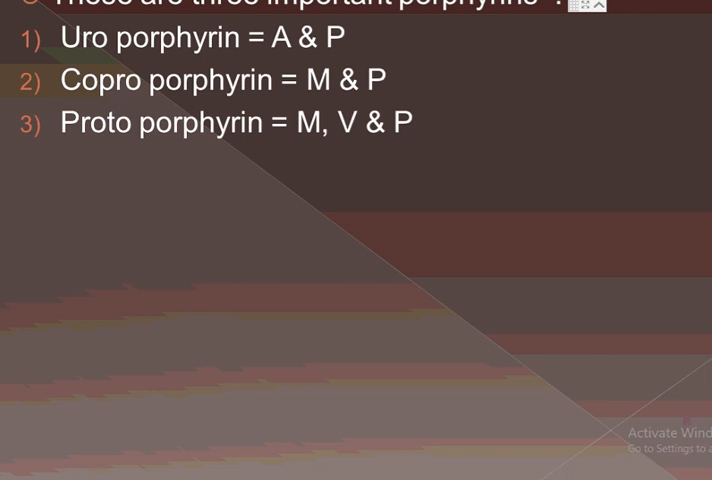 These are three important porphyrins :
1) Uro porphyrin = A & P
2) Copro porphyrin = M & P
3) Proto porphyrin = M, V & P
Activate Wind
Go to Settings to a